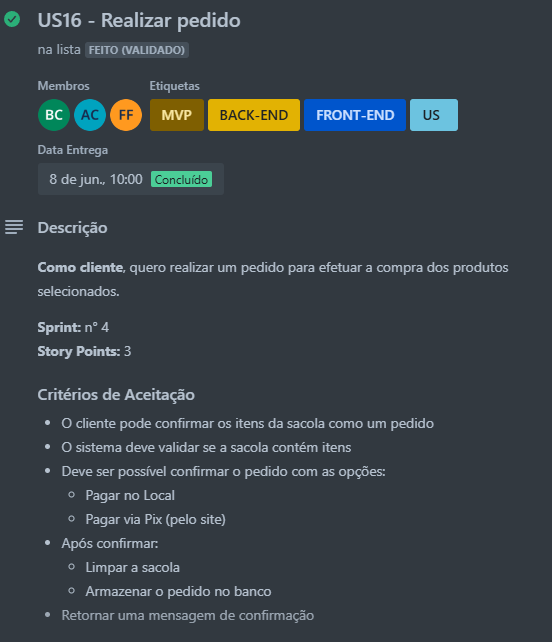 US16 - Realizar pedido
na lista FEITO (VALIDADO)
Membros Etiquetas
BC AC FF MVP BACK-END FRONT-END US
Data Entrega
8 de jun., 10:00 Concluído
Descrição
Como cliente, quero realizar um pedido para efetuar a compra dos produtos
selecionados.
Sprint: n° 4
Story Points: 3
Critérios de Aceitação
O cliente pode confirmar os itens da sacola como um pedido
O sistema deve validar se a sacola contém itens
Deve ser possível confirmar o pedido com as opções:
Pagar no Local
Pagar via Pix (pelo site)
Após confirmar:
Limpar a sacola
Armazenar o pedido no banco
Retornar uma mensagem de confirmação